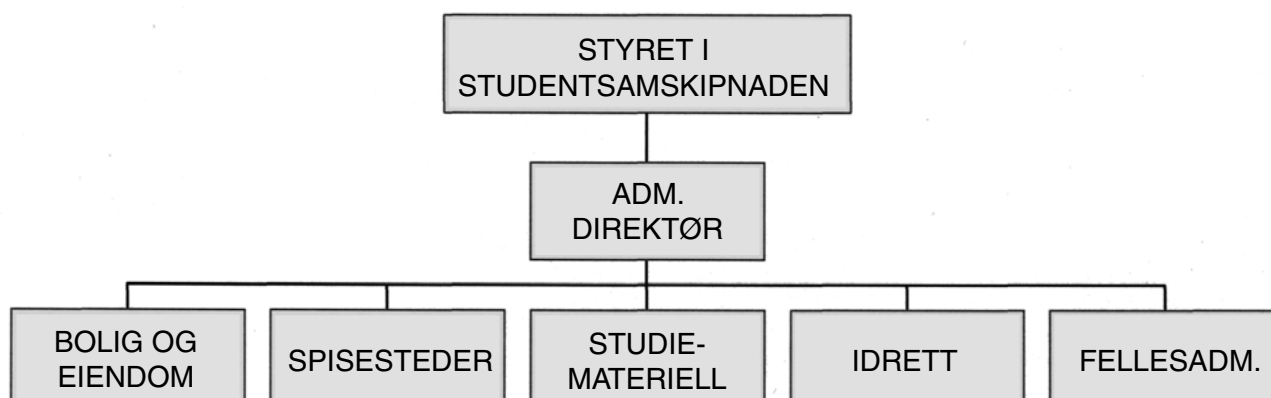 STYRET I
STUDENTSAMSKIPNADEN
ADM.
DIREKTØR
BOLIG OG
EIENDOM
SPISESTEDER
STUDIE-
MATERIELL
IDRETT
FELLESADM.